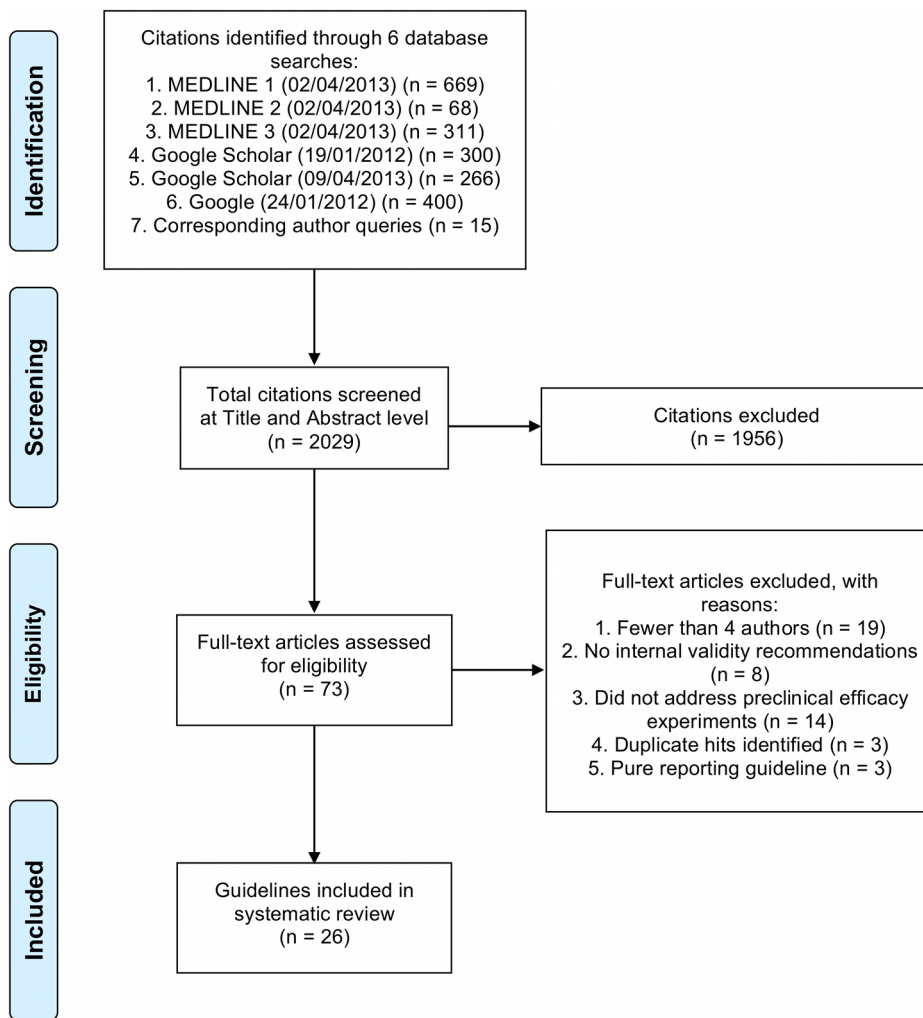 Identification
Citations identified through 6 database
searches:
1. MEDLINE 1 (02/04/2013) (n = 669)
2. MEDLINE 2 (02/04/2013) (n = 68)
3. MEDLINE 3 (02/04/2013) (n = 311)
4. Google Scholar (19/01/2012) (n = 300)
5. Google Scholar (09/04/2013) (n = 266)
6. Google (24/01/2012) (n = 400)
7. Corresponding author queries (n = 15)
Screening
Total citations screened
at Title and Abstract level
(n = 2029)
Citations excluded
(n = 1956)
Eligibility
Full-text articles assessed
for eligibility
(n = 73)
Full-text articles excluded, with
reasons:
1. Fewer than 4 authors (n = 19)
2. No internal validity recommendations
(n = 8)
3. Did not address preclinical efficacy
experiments (n = 14)
4. Duplicate hits identified (n = 3)
5. Pure reporting guideline (n = 3)
Included
Guidelines included in
systematic review
(n = 26)